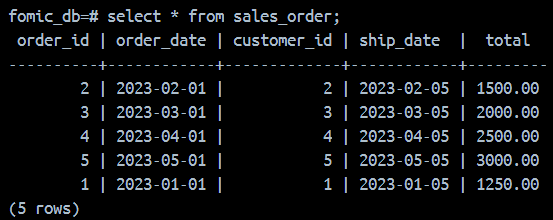 fomic_db=# select * from sales_order;
 order_id | order_date | customer_id | ship_date  |  total
----------+------------+-------------+------------+---------
        2 | 2023-02-01 |           2 | 2023-02-05 | 1500.00
        3 | 2023-03-01 |           3 | 2023-03-05 | 2000.00
        4 | 2023-04-01 |           4 | 2023-04-05 | 2500.00
        5 | 2023-05-01 |           5 | 2023-05-05 | 3000.00
        1 | 2023-01-01 |           1 | 2023-01-05 | 1250.00
(5 rows)